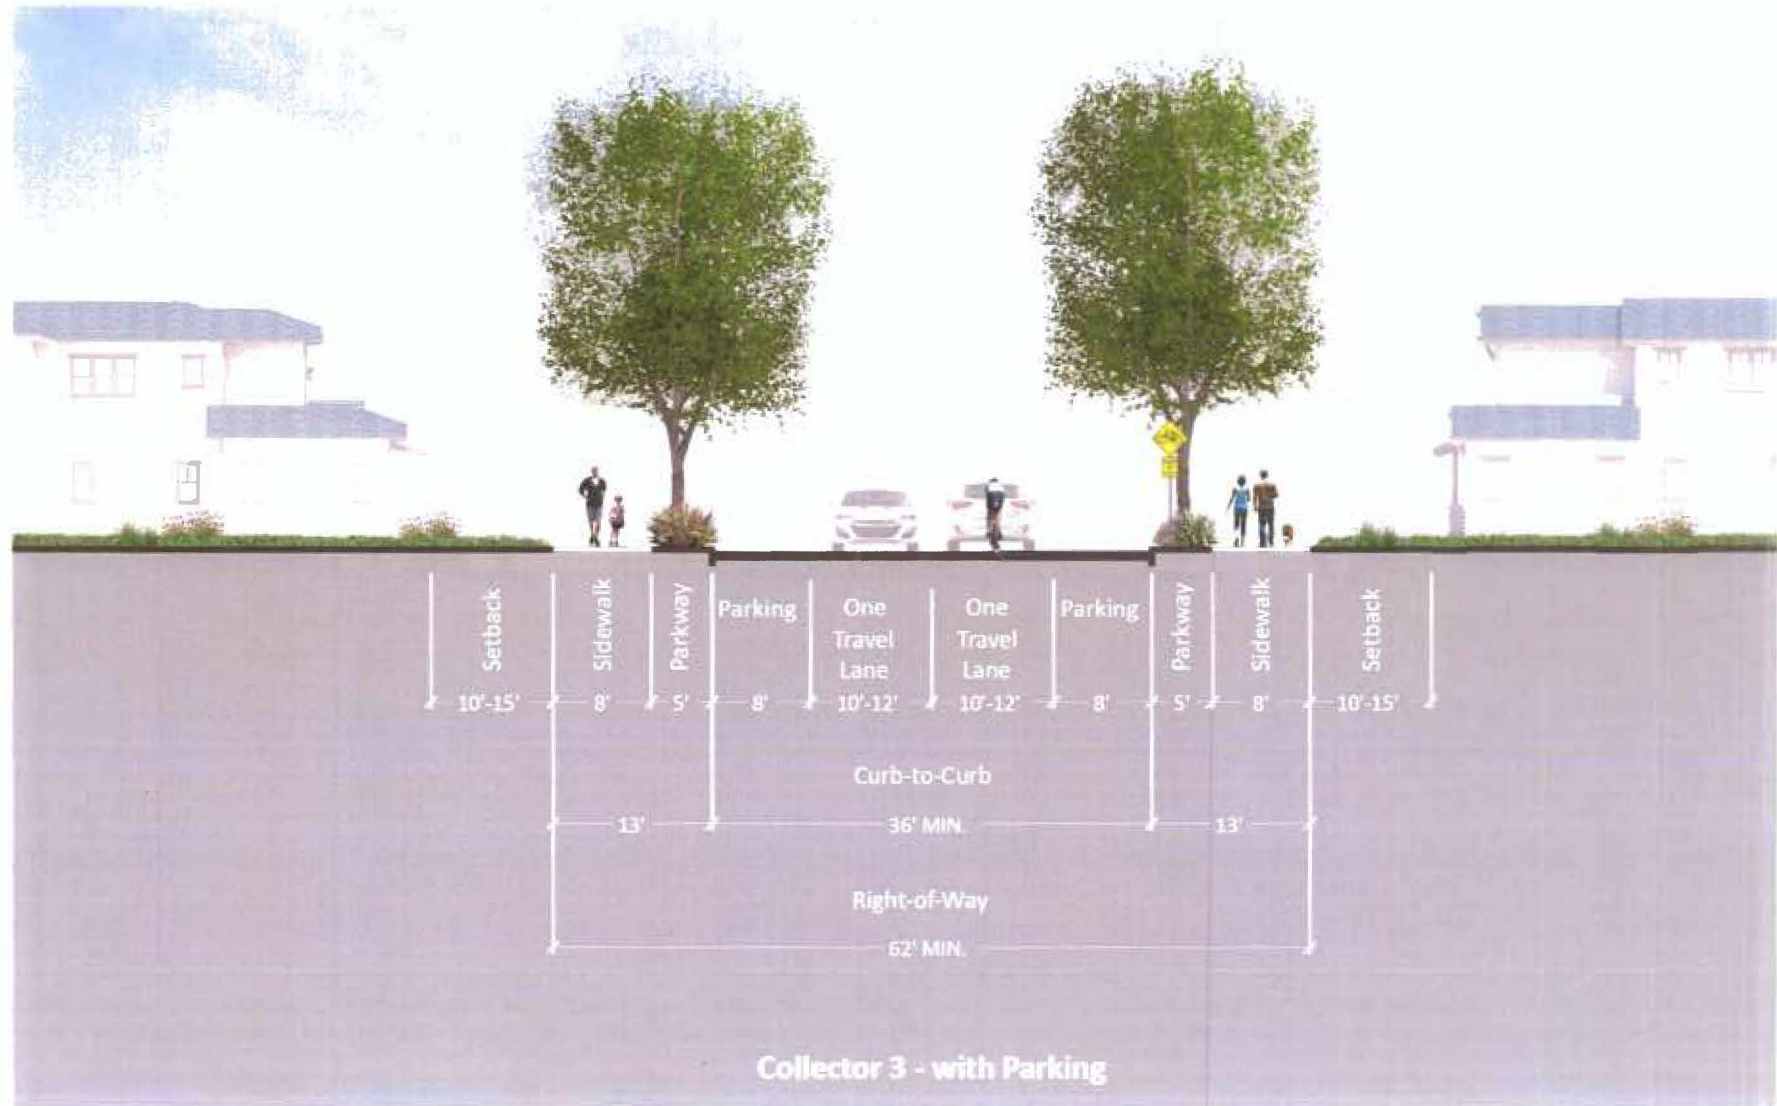 Setback
Sidewalk
Parkway
Parking
One
Travel
Lane
One
Travel
Lane
Parking
Parkway
Sidewalk
Setback
10'-15'
8'
5'
8'
10'-12'
10'-12'
8'
5'
8'
10'-15'
Curb-to-Curb
13'
36' MIN.
13'
Right-of-Way
62' MIN.
Collector 3 - with Parking